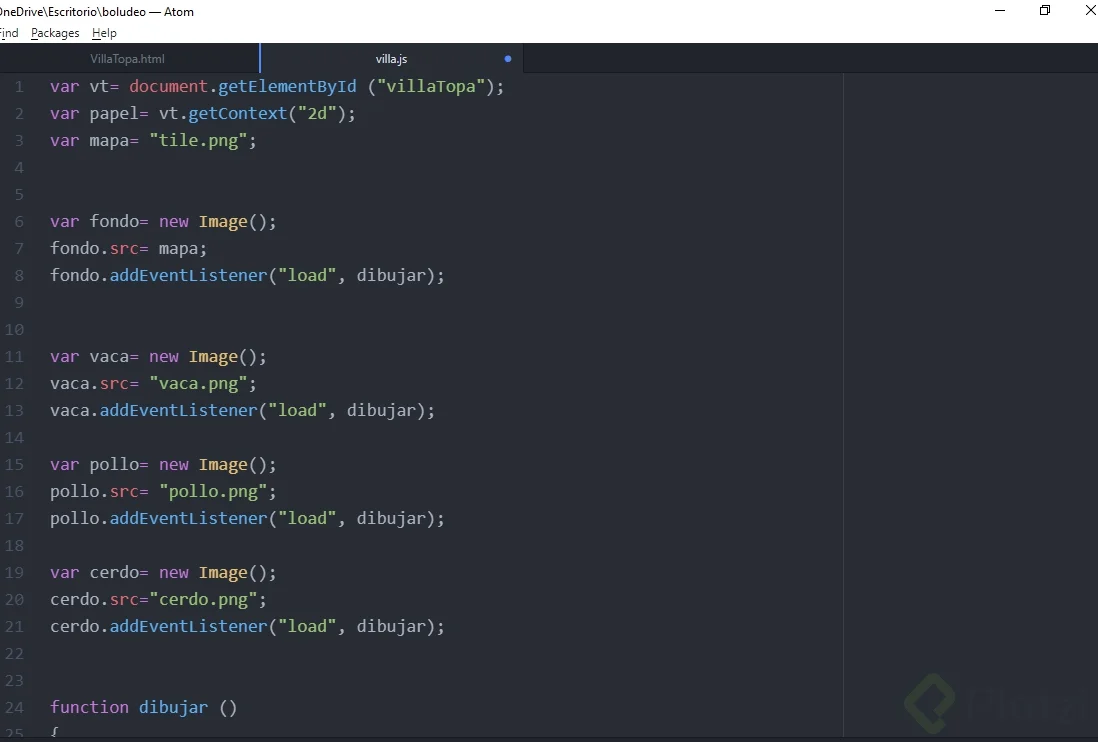 OneDrive\Escritorio\boludeo — Atom
Find Packages Help
VillaTopa.html villa.js
1 var vt= document.getElementById ("villaTopa");
2 var papel= vt.getContext("2d");
3 var mapa= "tile.png";
4
5
6 var fondo= new Image();
7 fondo.src= mapa;
8 fondo.addEventListener("load", dibujar);
9
10
11 var vaca= new Image();
12 vaca.src= "vaca.png";
13 vaca.addEventListener("load", dibujar);
14
15 var pollo= new Image();
16 pollo.src= "pollo.png";
17 pollo.addEventListener("load", dibujar);
18
19 var cerdo= new Image();
20 cerdo.src="cerdo.png";
21 cerdo.addEventListener("load", dibujar);
22
23
24 function dibujar ()
25 {
Platzi